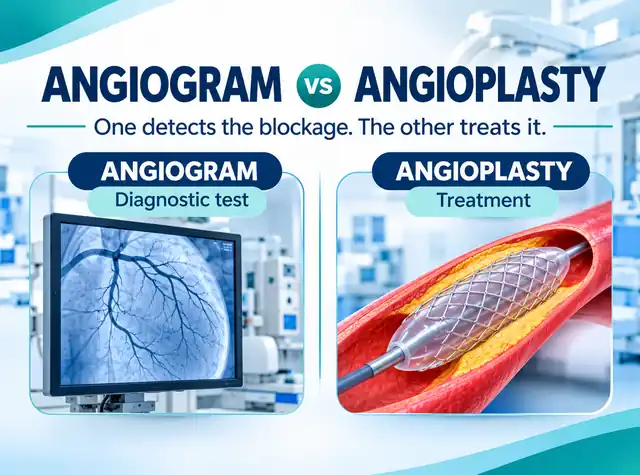 ANGIOGRAM VS ANGIOPLASTY
One detects the blockage. The other treats it.
ANGIOGRAM
Diagnostic test
ANGIOPLASTY
Treatment